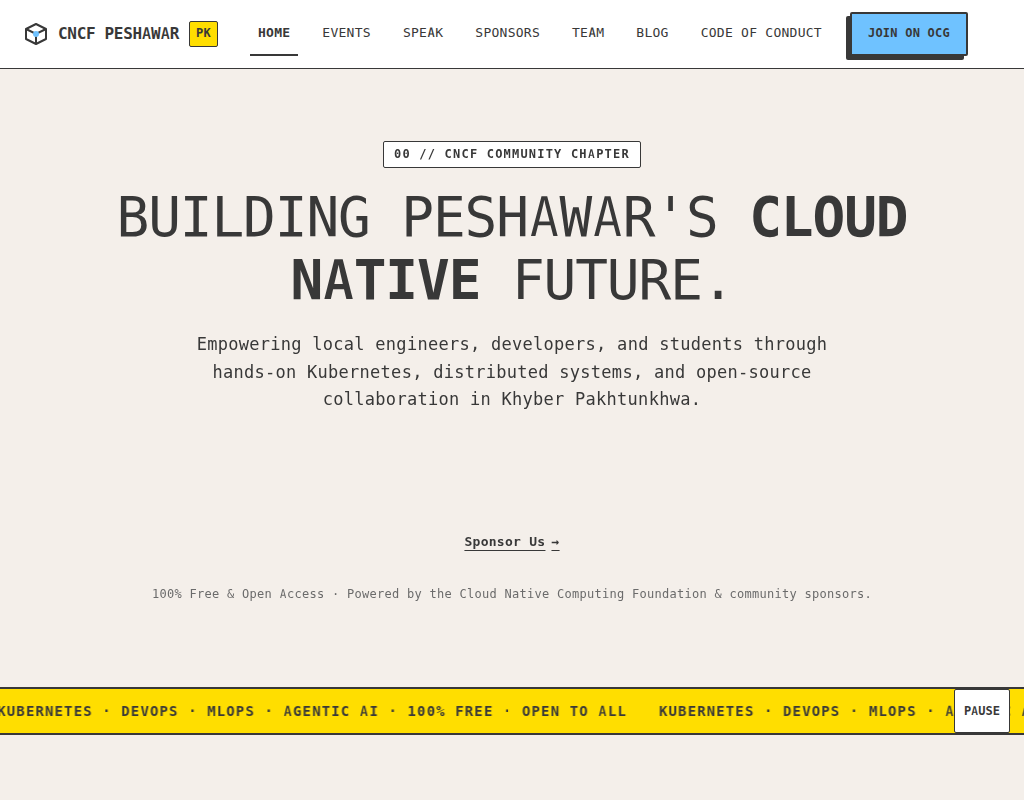 CNCF PESHAWAR PK HOME EVENTS SPEAK SPONSORS TEAM BLOG CODE OF CONDUCT JOIN ON OCG
00 // CNCF COMMUNITY CHAPTER
BUILDING PESHAWAR'S CLOUD
NATIVE FUTURE.
Empowering local engineers, developers, and students through
hands-on Kubernetes, distributed systems, and open-source
collaboration in Khyber Pakhtunkhwa.
Sponsor Us →
100% Free & Open Access · Powered by the Cloud Native Computing Foundation & community sponsors.
KUBERNETES · DEVOPS · MLOPS · AGENTIC AI · 100% FREE · OPEN TO ALL KUBERNETES · DEVOPS · MLOPS · PAUSE